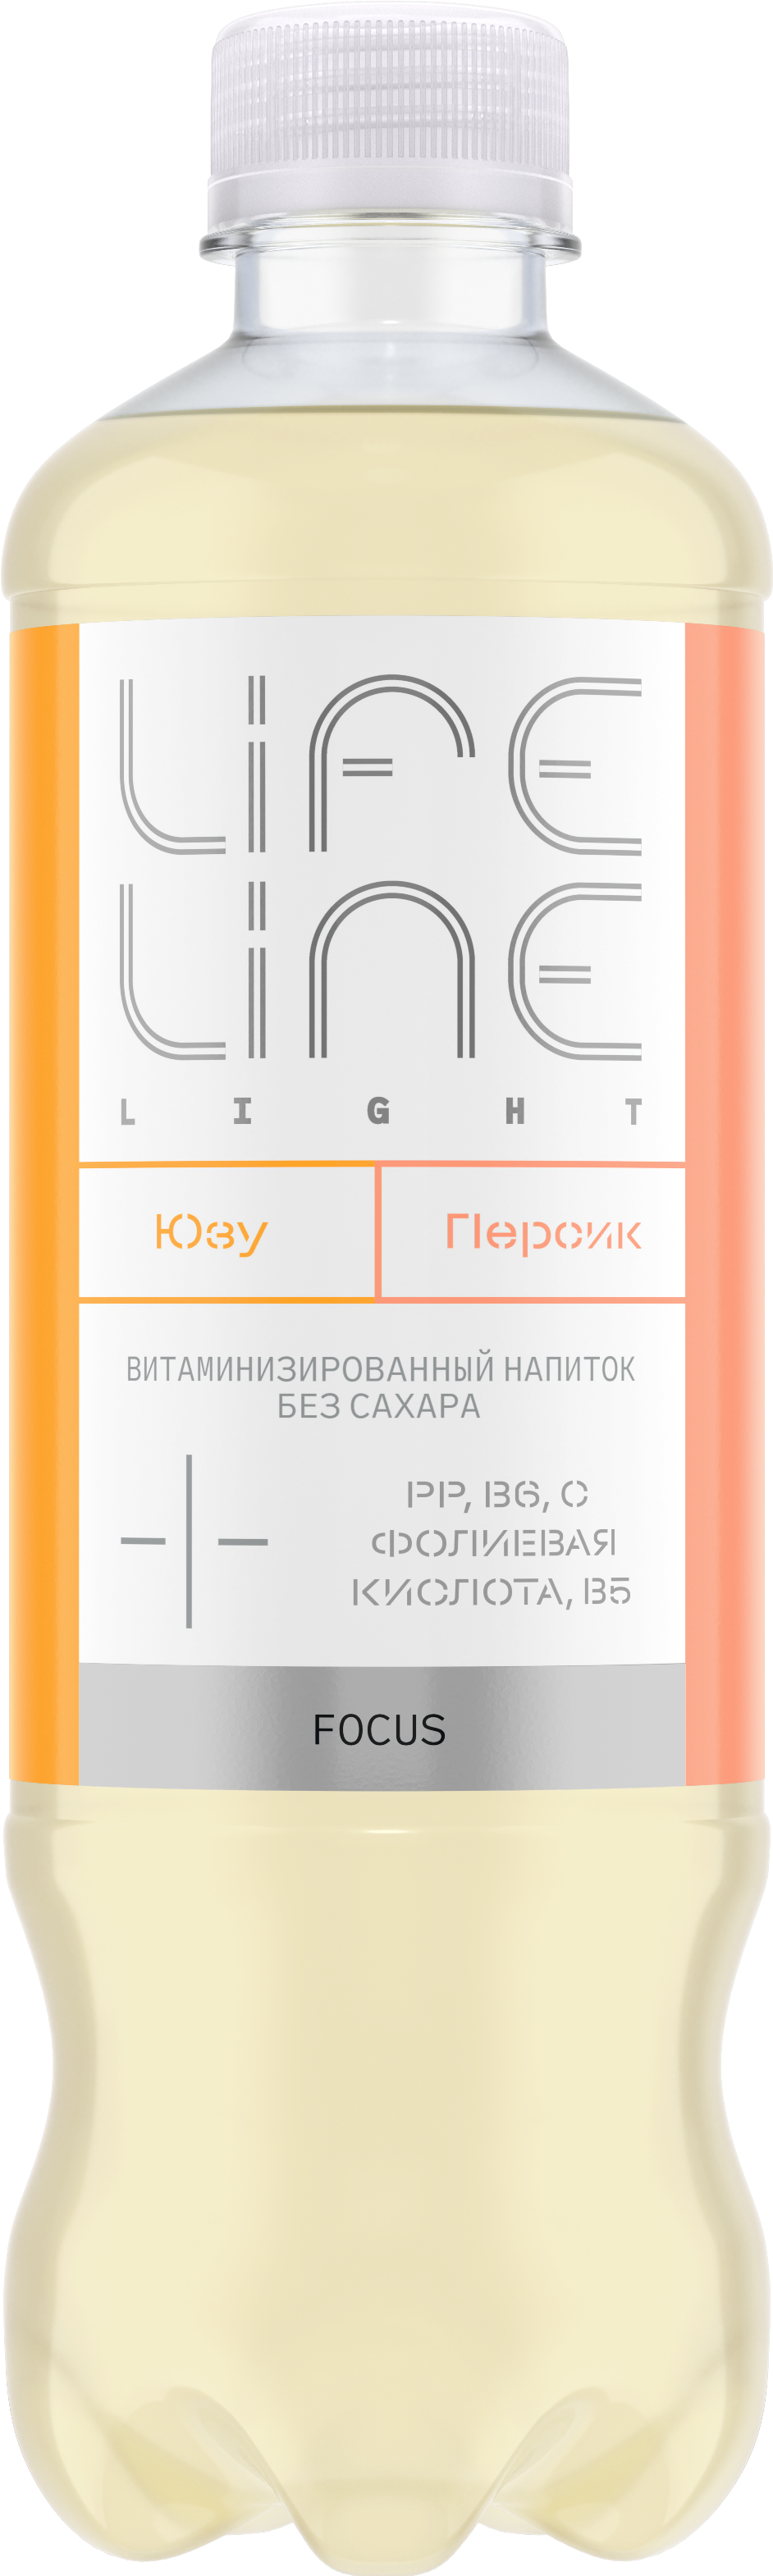 LIFE
LINE
LIGHT
Юзу Персик
ВИТАМИНИЗИРОВАННЫЙ НАПИТОК
БЕЗ САХАРА
PP, B6, C
ФОЛИЕВАЯ
КИСЛОТА, B5
FOCUS